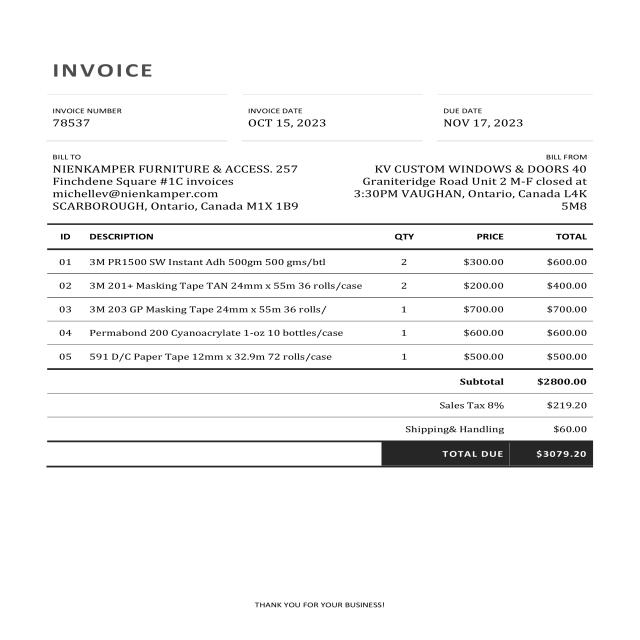 INVOICE
INVOICE NUMBER
78537
INVOICE DATE
OCT 15, 2023
DUE DATE
NOV 17, 2023
BILL TO
NIENKAMPER FURNITURE & ACCESS. 257
Finchdene Square #1C invoices
michellev@nienkamper.com
SCARBOROUGH, Ontario, Canada M1X 1B9
BILL FROM
KV CUSTOM WINDOWS & DOORS 40
Graniteridge Road Unit 2 M-F closed at
3:30PM VAUGHAN, Ontario, Canada L4K
5M8
ID DESCRIPTION QTY PRICE TOTAL
01 3M PR1500 SW Instant Adh 500gm 500 gms/btl 2 $300.00 $600.00
02 3M 201+ Masking Tape TAN 24mm x 55m 36 rolls/case 2 $200.00 $400.00
03 3M 203 GP Masking Tape 24mm x 55m 36 rolls/ 1 $700.00 $700.00
04 Permabond 200 Cyanoacrylate 1-oz 10 bottles/case 1 $600.00 $600.00
05 591 D/C Paper Tape 12mm x 32.9m 72 rolls/case 1 $500.00 $500.00
Subtotal $2800.00
Sales Tax 8% $219.20
Shipping& Handling $60.00
TOTAL DUE $3079.20
THANK YOU FOR YOUR BUSINESS!